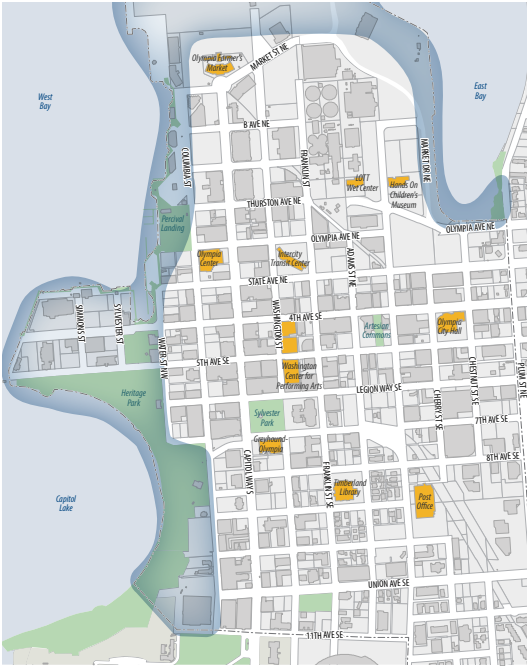 Olympia Farmer's
Market
MARKET ST NE
West
Bay
East
Bay
B AVE NE
COLUMBIA ST
FRANKLIN ST
MARKET DR NE
LOTT
Wet Center
Hands On
Children's
Museum
THURSTON AVE NE
Percival
Landing
OLYMPIA AVE NE
OLYMPIA AVE NE
Olympia
Center
Intercity
Transit Center
ADAMS ST NE
STATE AVE NE
SIMMONS ST
SYLVESTER ST
WASHINGTON ST
4TH AVE SE
Artesian
Commons
Olympia
City Hall
WATER ST NW
5TH AVE SE
Washington
Center for
Performing Arts
CHESTNUT ST SE
PLUM ST NE
Heritage
Park
LEGION WAY SE
CHERRY ST SE
Sylvester
Park
7TH AVE SE
Greyhound-
Olympia
8TH AVE SE
CAPITOL WAY S
FRANKLIN ST SE
Timberland
Library
Post
Office
Capitol
Lake
UNION AVE SE
11TH AVE SE